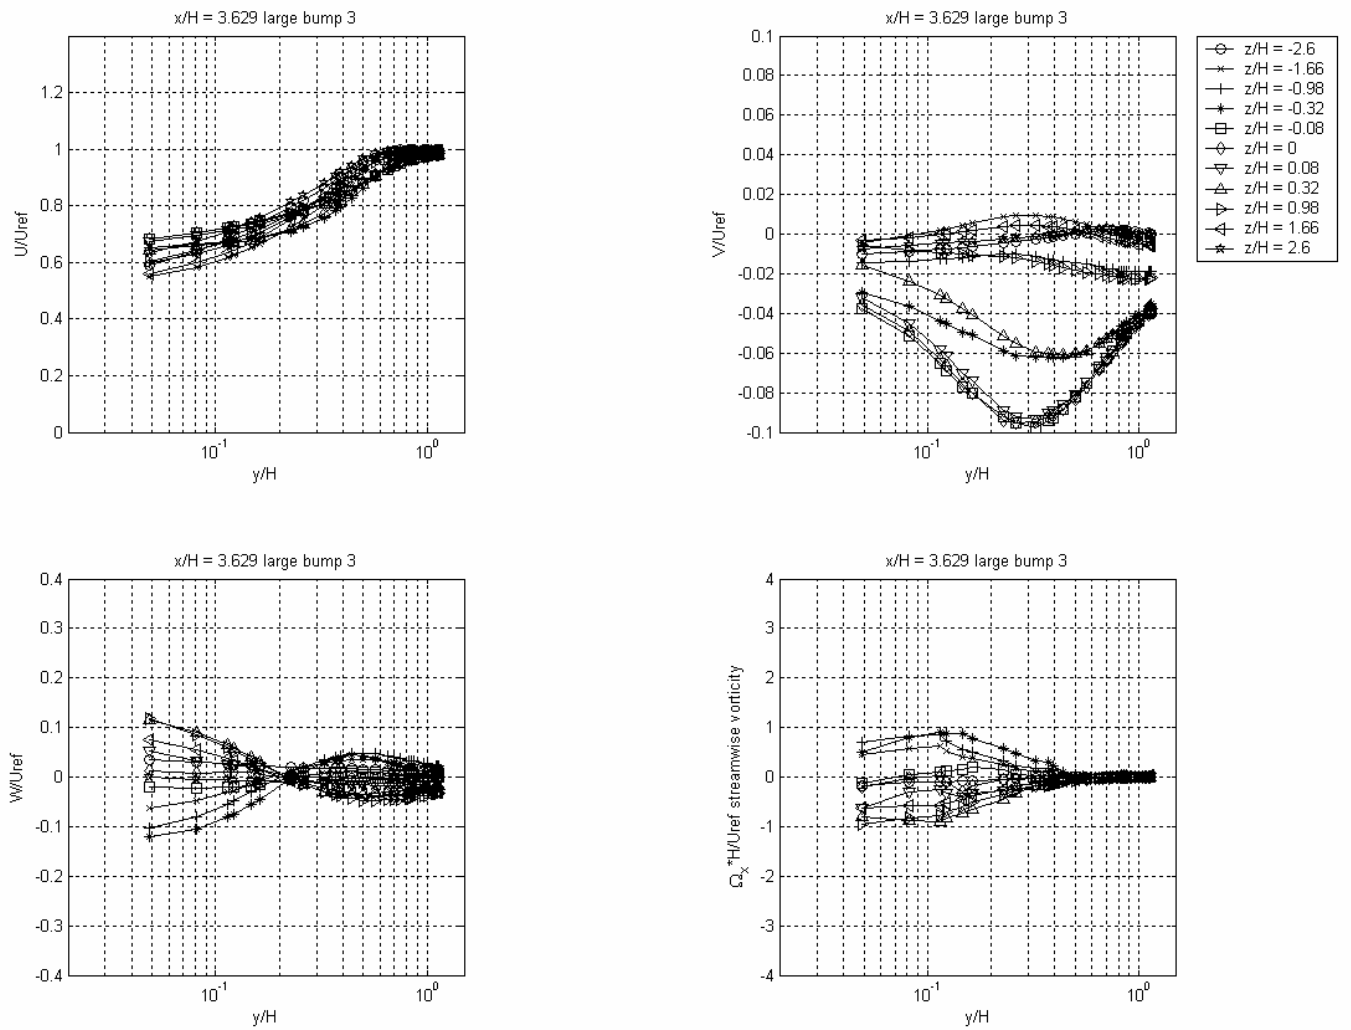 x/H = 3.629 large bump 3
1.2
1
0.8
0.6
0.4
0.2
0
10^-1
10^0
U/Uref
y/H
x/H = 3.629 large bump 3
0.1
0.08
0.06
0.04
0.02
0
-0.02
-0.04
-0.06
-0.08
-0.1
10^-1
10^0
V/Uref
y/H
z/H = -2.6
z/H = -1.66
z/H = -0.98
z/H = -0.32
z/H = -0.08
z/H = 0
z/H = 0.08
z/H = 0.32
z/H = 0.98
z/H = 1.66
z/H = 2.6
x/H = 3.629 large bump 3
0.4
0.3
0.2
0.1
0
-0.1
-0.2
-0.3
-0.4
10^-1
10^0
W/Uref
y/H
x/H = 3.629 large bump 3
4
3
2
1
0
-1
-2
-3
-4
10^-1
10^0
Ωx*H/Uref streamwise vorticity
y/H